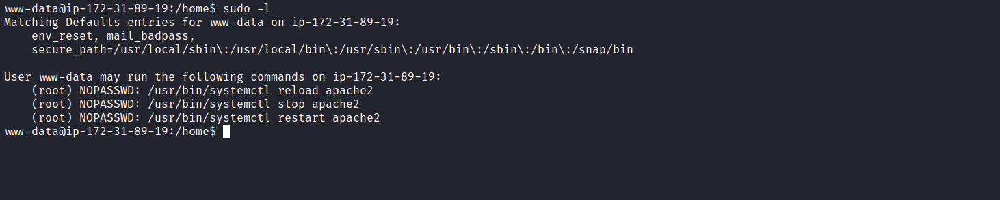 www-data@ip-172-31-89-19:/home$ sudo -l
Matching Defaults entries for www-data on ip-172-31-89-19:
    env_reset, mail_badpass,
    secure_path=/usr/local/sbin\:/usr/local/bin\:/usr/sbin\:/usr/bin\:/sbin\:/bin\:/snap/bin

User www-data may run the following commands on ip-172-31-89-19:
    (root) NOPASSWD: /usr/bin/systemctl reload apache2
    (root) NOPASSWD: /usr/bin/systemctl stop apache2
    (root) NOPASSWD: /usr/bin/systemctl restart apache2
www-data@ip-172-31-89-19:/home$